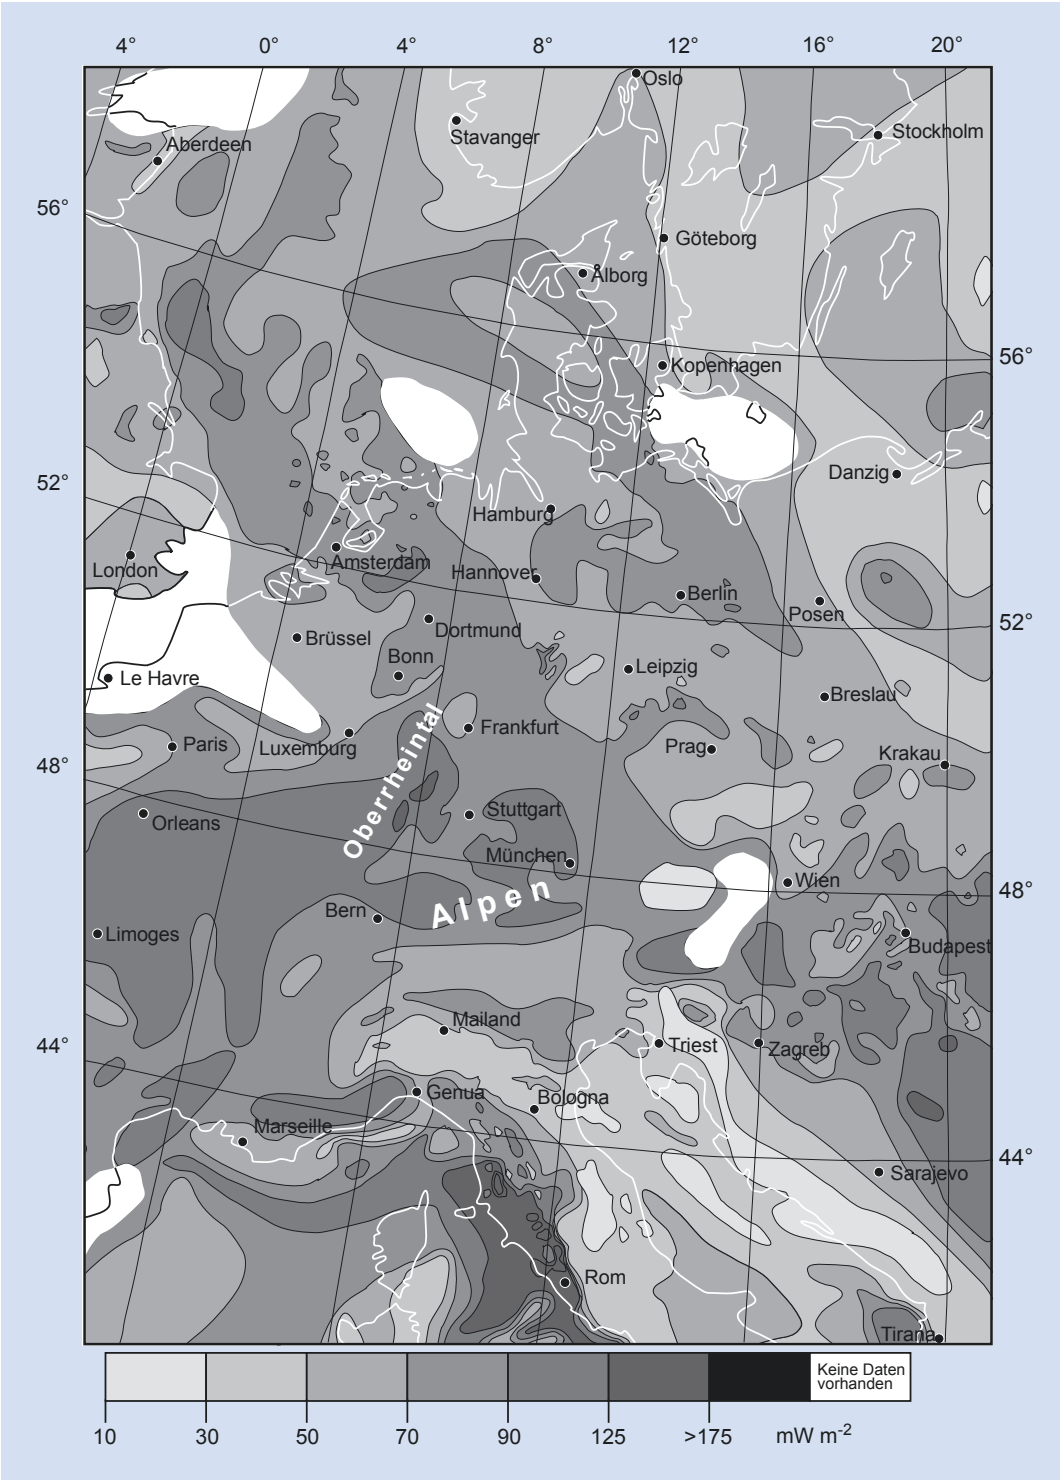 4° 0° 4° 8° 12° 16° 20°
Oslo
Stavanger
Stockholm
Aberdeen
56°
Göteborg
Ålborg
56°
Kopenhagen
Danzig
52°
Hamburg
London
Amsterdam
Hannover
Berlin
Posen
52°
Brüssel
Dortmund
Bonn
Leipzig
Le Havre
Breslau
Frankfurt
Paris
Luxemburg
Prag
Krakau
48°
Oberrheintal
Orleans
Stuttgart
München
Wien
48°
Alpen
Bern
Limoges
Budapest
Mailand
44°
Triest
Zagreb
Genua
Bologna
Marseille
44°
Sarajevo
Rom
Tirana
Keine Daten
vorhanden
10 30 50 70 90 125 >175 mW m-2